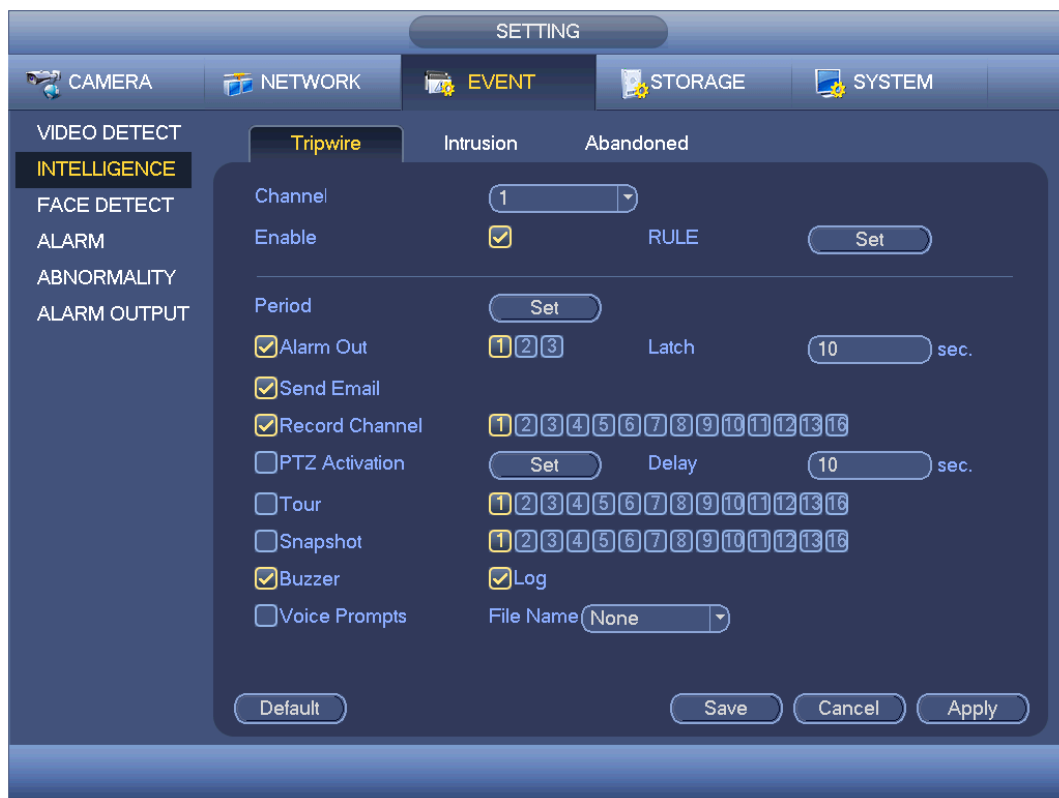 SETTING
CAMERA NETWORK EVENT STORAGE SYSTEM
VIDEO DETECT
INTELLIGENCE
FACE DETECT
ALARM
ABNORMALITY
ALARM OUTPUT
Tripwire Intrusion Abandoned
Channel 1
Enable RULE Set
Period Set
Alarm Out 1 2 3 Latch 10 sec.
Send Email
Record Channel 1 2 3 4 5 6 7 8 9 10 11 12 13 16
PTZ Activation Set Delay 10 sec.
Tour 1 2 3 4 5 6 7 8 9 10 11 12 13 16
Snapshot 1 2 3 4 5 6 7 8 9 10 11 12 13 16
Buzzer Log
Voice Prompts File Name None
Default Save Cancel Apply